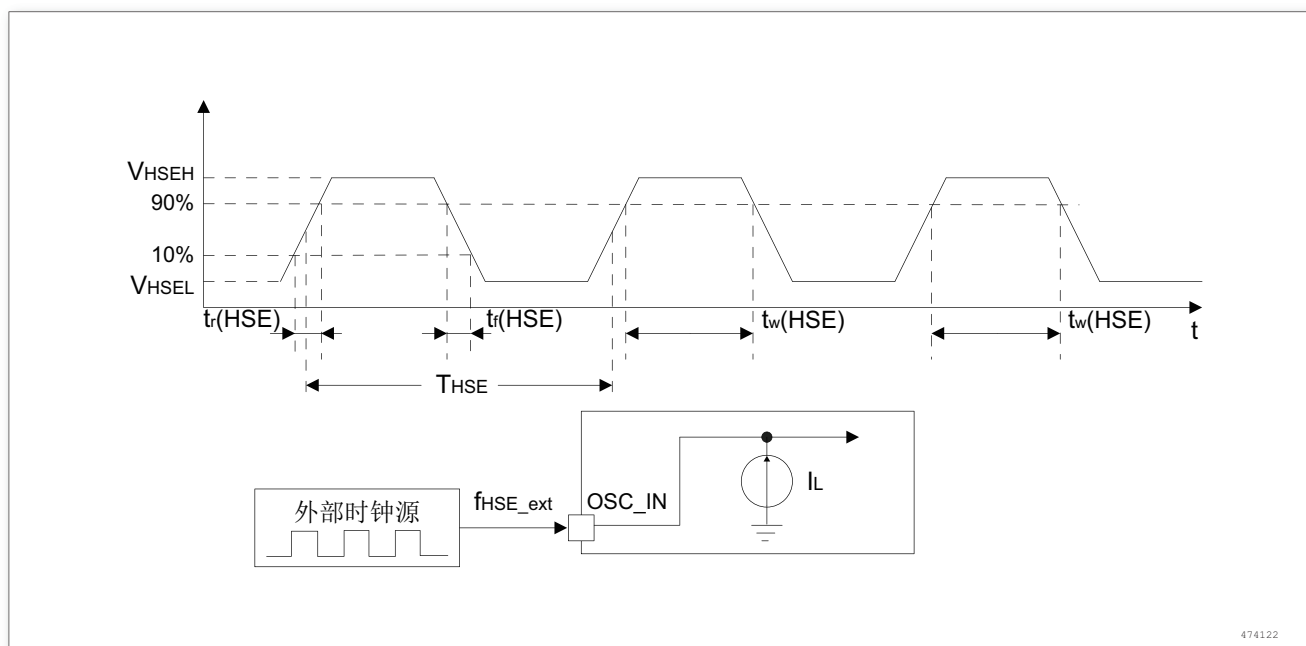 VHSEH
90%
10%
VHSEL
tr(HSE)
tf(HSE)
tw(HSE)
tw(HSE)
t
THSE
外部时钟源
fHSE_ext
OSC_IN
IL
474122